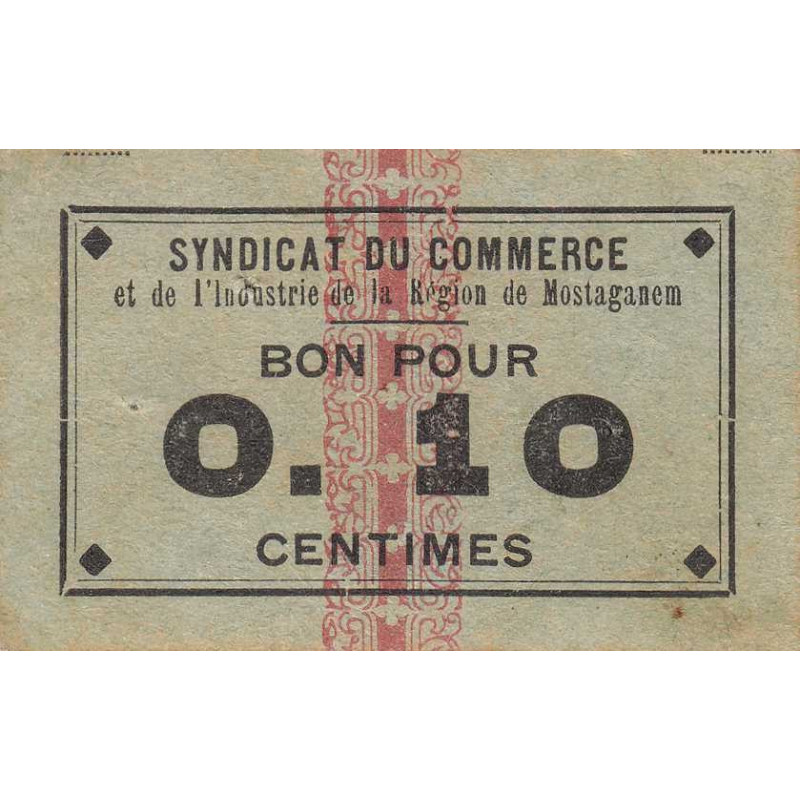 SYNDICAT DU COMMERCE
et de l'Industrie de la Région de Mostaganem
BON POUR
0. 10
CENTIMES